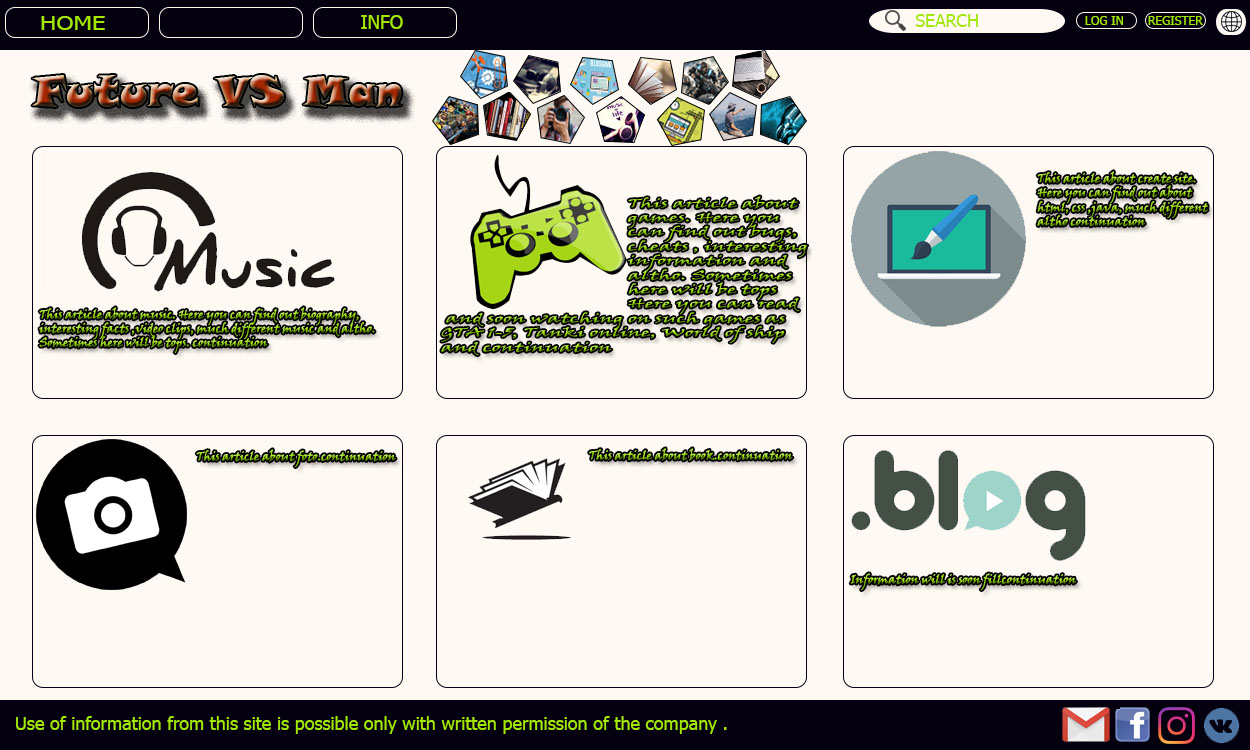 HOME
INFO
SEARCH
LOG IN
REGISTER
Future VS Man
BLOGGING
music is life
Music
This article about music. Here you can find out biography,
interesting facts ,video clips, much different music and altho.
Sometimes here will be tops. continuation
This article about
games. Here you
can find out bugs,
cheats , interesting
information and
altho. Sometimes
here will be tops
Here you can read
and soon watching on such games as
GTA 1-5, Tanki online, World of ship
and continuation
This article about create site.
Here you can find out about
html, css ,java, much different
altho continuation
This article about foto.continuation
This article about book.continuation
.blog
Information will is soon fill.continuation
Use of information from this site is possible only with written permission of the company .